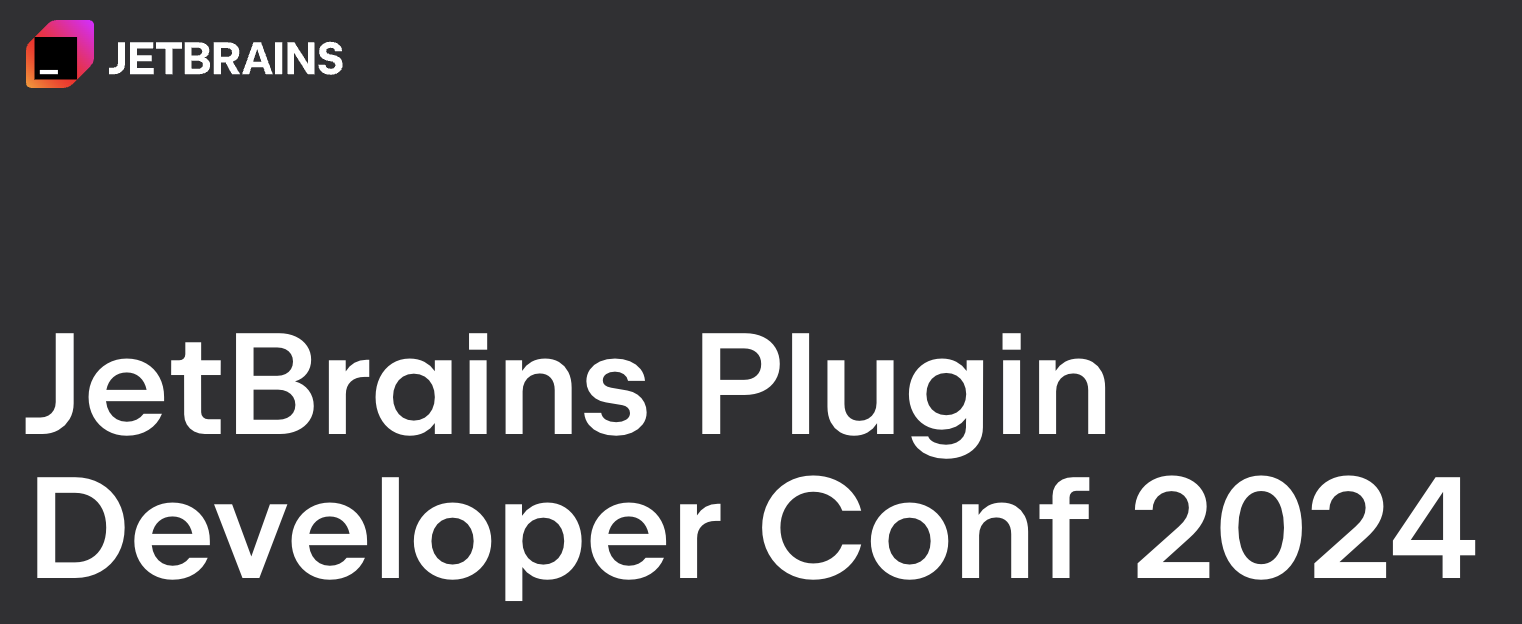 JETBRAINS
JetBrains Plugin
Developer Conf 2024